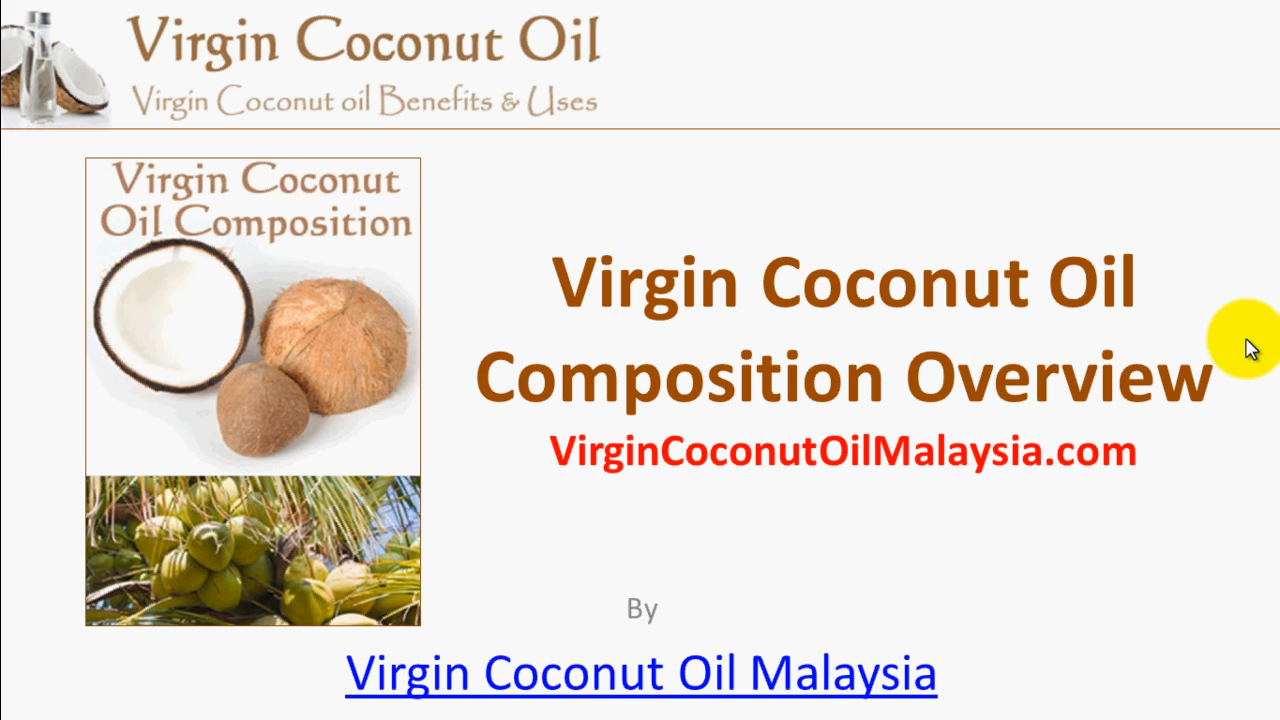 Virgin Coconut Oil
Virgin Coconut oil Benefits & Uses
Virgin Coconut
Oil Composition
Virgin Coconut Oil
Composition Overview
VirginCoconutOilMalaysia.com
By
Virgin Coconut Oil Malaysia